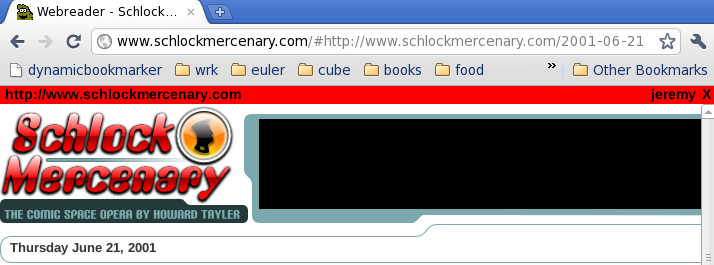 Webreader - Schlock...
www.schlockmercenary.com/#http://www.schlockmercenary.com/2001-06-21
dynamicbookmarker wrk euler cube books food » Other Bookmarks
http://www.schlockmercenary.com jeremy X
Schlock
Mercenary
THE COMIC SPACE OPERA BY HOWARD TAYLER
Thursday June 21, 2001